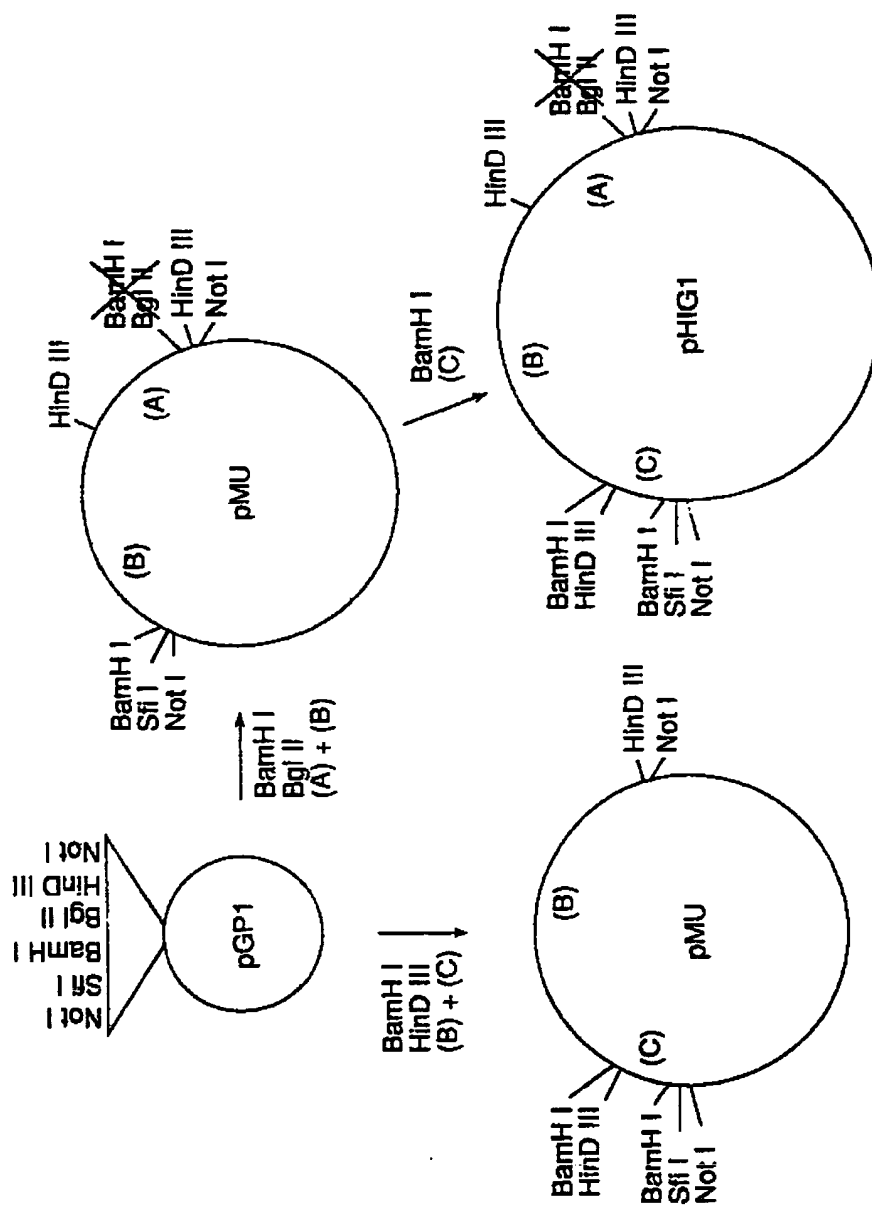 Not I
Sfi I
BamH I
Bgl II
HinD III
Not I
pGP1
BamH I
Bgl II
(A) + (B)
BamH I
Sfi I
Not I
(B)
HinD III
(A)
BamH I
Bgl II
HinD III
Not I
pMU
BamH I
HinD III
(B) + (C)
BamH I
(C)
BamH I
HinD III
(C)
BamH I
Sfi I
Not I
(B)
HinD III
Not I
pMU
BamH I
HinD III
(C)
BamH I
Sfi I
Not I
(B)
HinD III
(A)
BamH I
Bgl II
HinD III
Not I
pHIG1